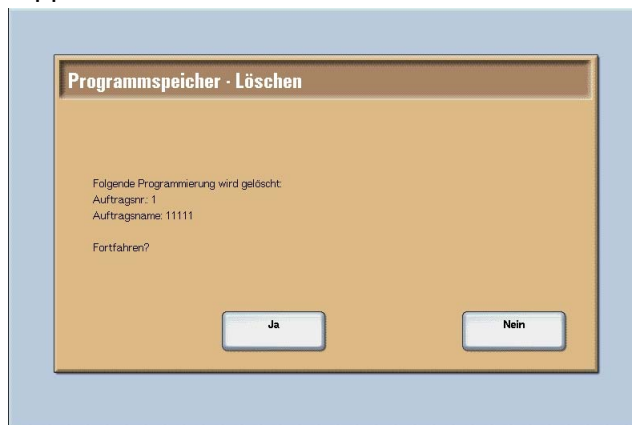 Programmspeicher - Löschen
Folgende Programmierung wird gelöscht:
Auftragsnr.: 1
Auftragsname: 11111
Fortfahren?
Ja
Nein